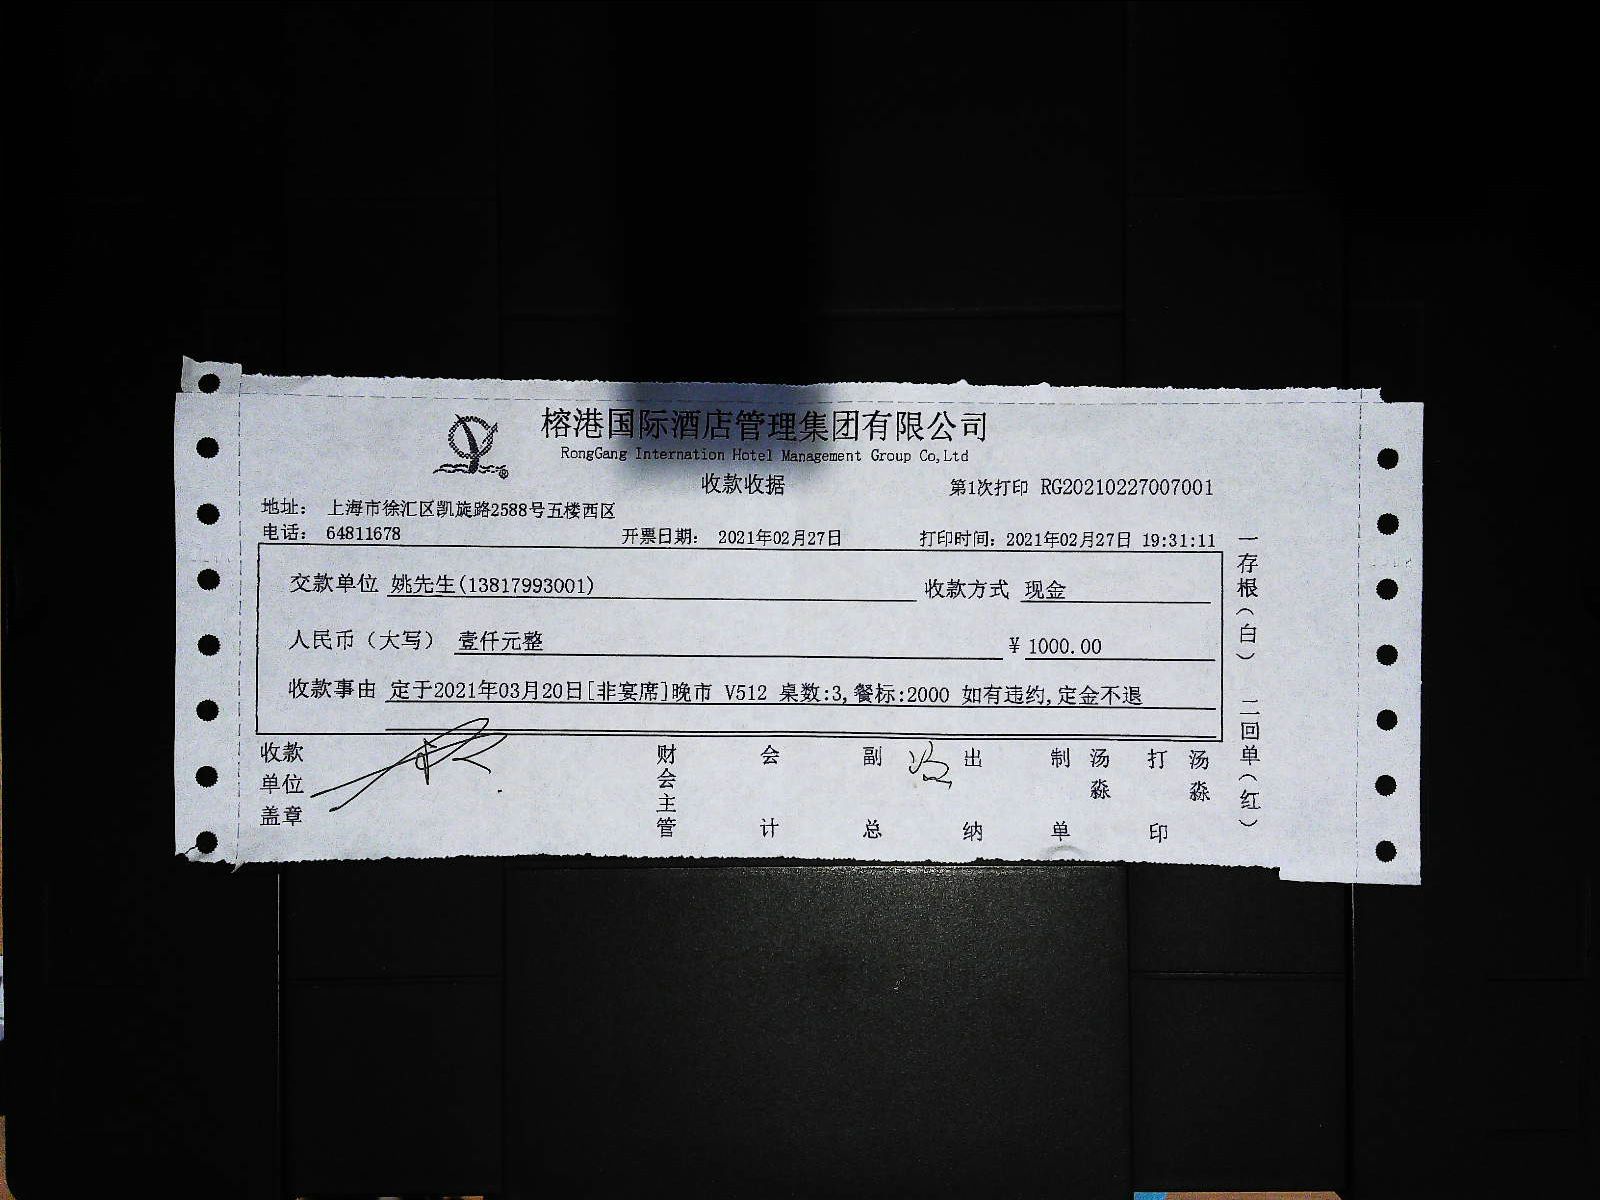 榕港国际酒店管理集团有限公司
RongGang Internation Hotel Management Group Co,Ltd
收款收据
第1次打印 RG20210227007001
地址: 上海市徐汇区凯旋路2588号五楼西区
电话: 64811678 开票日期: 2021年02月27日 打印时间: 2021年02月27日 19:31:11
交款单位 姚先生(13817993001) 收款方式 现金
人民币（大写） 壹仟元整 ¥ 1000.00
收款事由 定于2021年03月20日[非宴席]晚市 V512 桌数:3,餐标:2000 如有违约,定金不退
收款单位盖章 财会主管 会计 副总 出纳 制单 汤淼 打印 汤淼
一存根（白） 二回单（红）